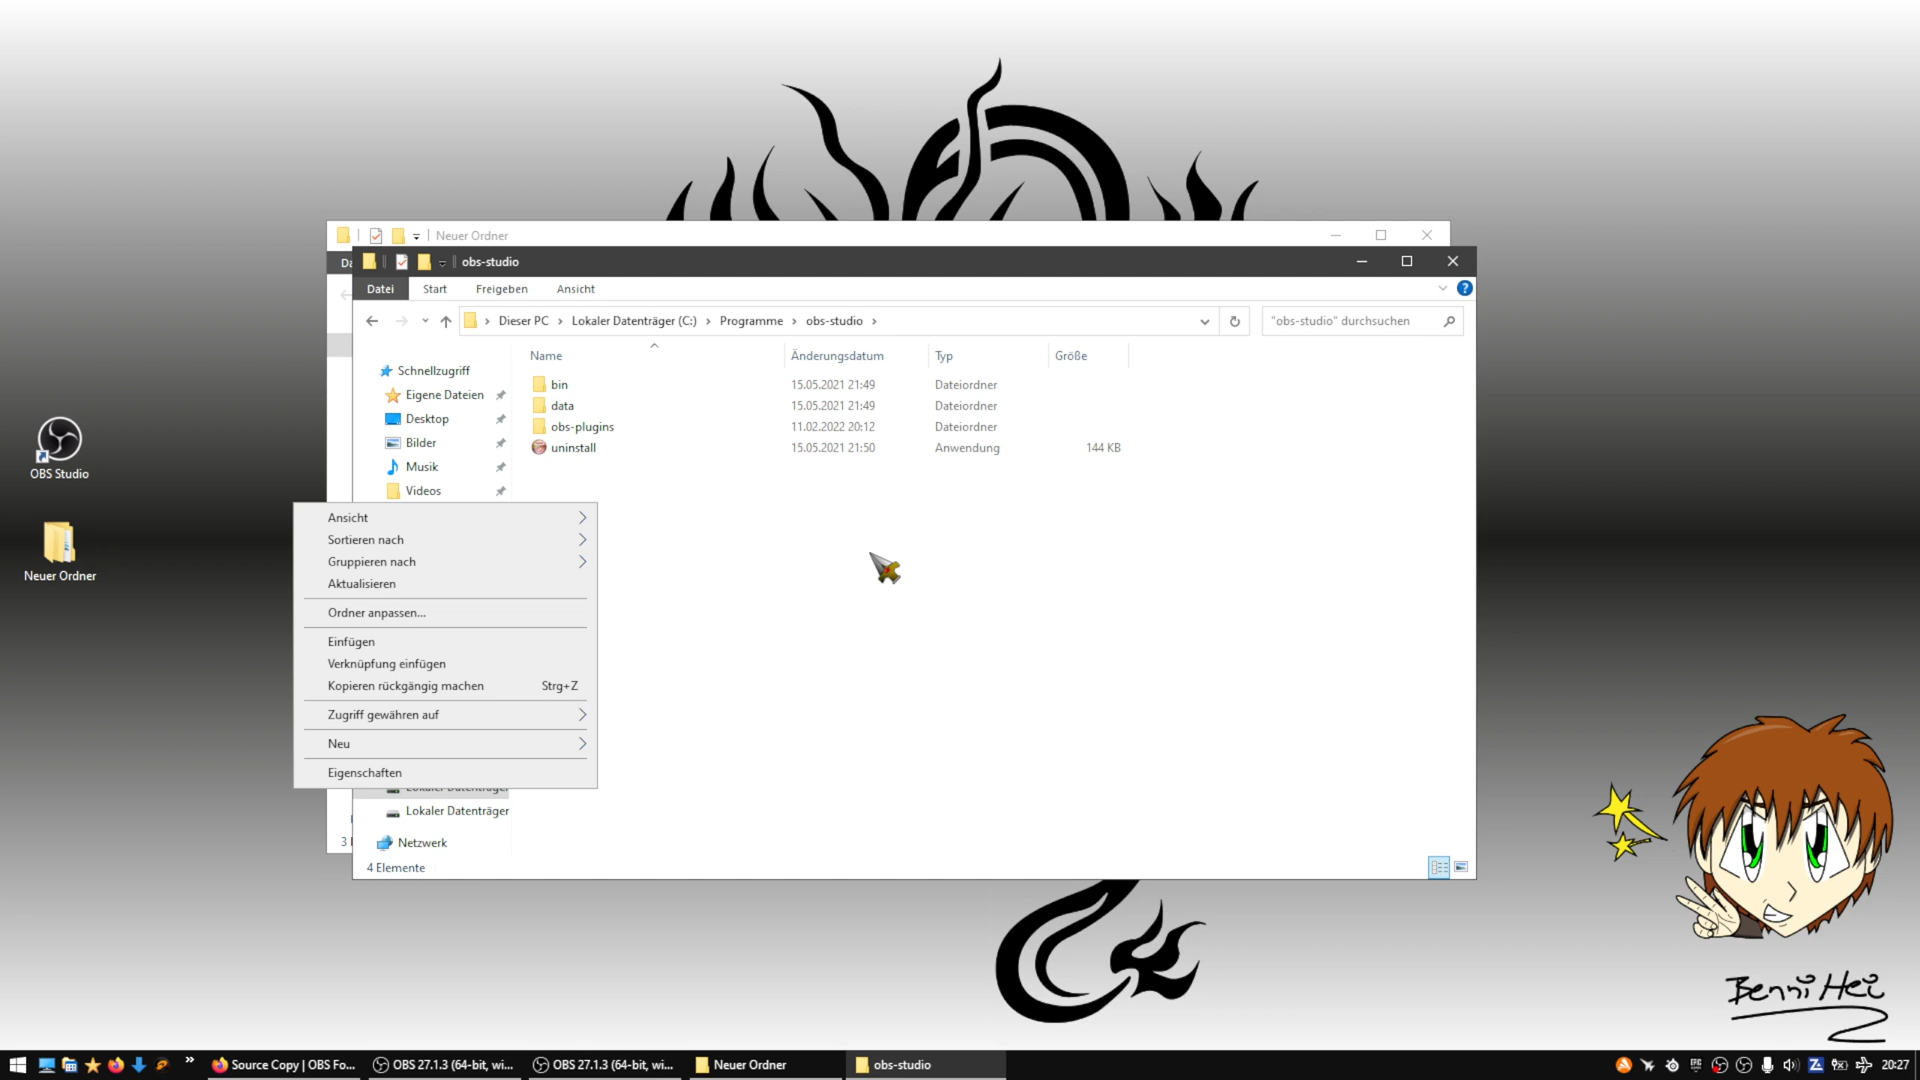 Neuer Ordner
obs-studio
Datei Start Freigeben Ansicht
Dieser PC Lokaler Datenträger (C:) Programme obs-studio
"obs-studio" durchsuchen
Name Änderungsdatum Typ Größe
bin 15.05.2021 21:49 Dateiordner
data 15.05.2021 21:49 Dateiordner
obs-plugins 11.02.2022 20:12 Dateiordner
uninstall 15.05.2021 21:50 Anwendung 144 KB
Schnellzugriff
Eigene Dateien
Desktop
Bilder
Musik
Videos
Ansicht
Sortieren nach
Gruppieren nach
Aktualisieren
Ordner anpassen...
Einfügen
Verknüpfung einfügen
Kopieren rückgängig machen Strg+Z
Zugriff gewähren auf
Neu
Eigenschaften
Lokaler Datenträger
Lokaler Datenträger
Netzwerk
4 Elemente
OBS Studio
Neuer Ordner
Benni Hei
Source Copy | OBS Fo...
OBS 27.1.3 (64-bit, wi...
OBS 27.1.3 (64-bit, wi...
Neuer Ordner
obs-studio
20:27